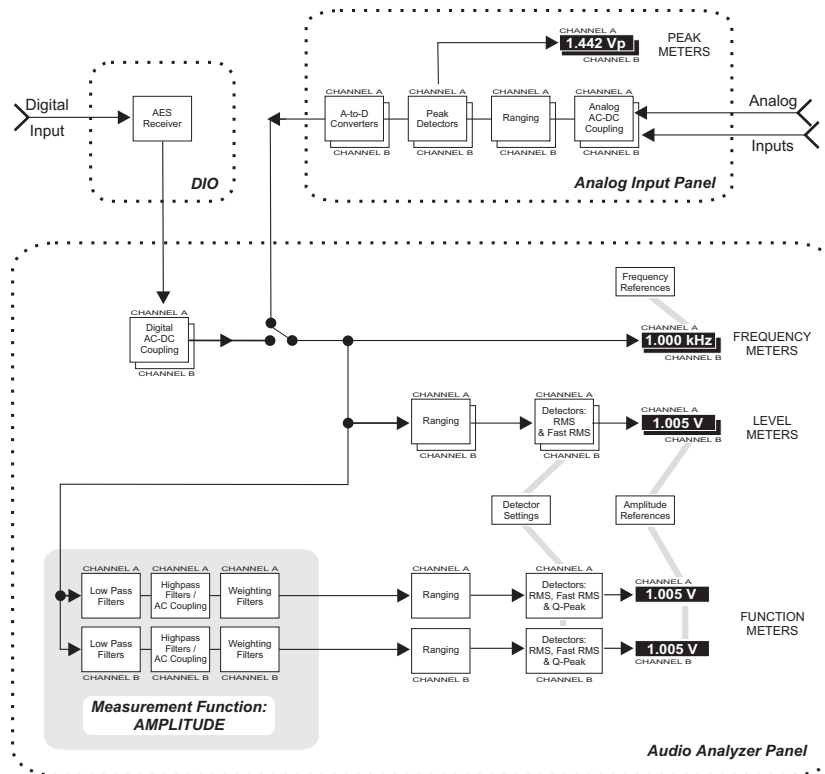 CHANNEL A
1.442 Vp
CHANNEL B
PEAK
METERS
Digital
Input
AES
Receiver
DIO
CHANNEL A
A-to-D
Converters
CHANNEL B
CHANNEL A
Peak
Detectors
CHANNEL B
CHANNEL A
Ranging
CHANNEL B
CHANNEL A
Analog
AC-DC
Coupling
CHANNEL B
Analog
Inputs
Analog Input Panel
Frequency
References
CHANNEL A
Digital
AC-DC
Coupling
CHANNEL B
CHANNEL A
1.000 kHz
CHANNEL B
FREQUENCY
METERS
CHANNEL A
Ranging
CHANNEL B
CHANNEL A
Detectors:
RMS
& Fast RMS
CHANNEL B
CHANNEL A
1.005 V
CHANNEL B
LEVEL
METERS
Detector
Settings
Amplitude
References
CHANNEL A
Low Pass
Filters
CHANNEL A
Highpass
Filters /
AC Coupling
CHANNEL A
Weighting
Filters
CHANNEL A
Ranging
CHANNEL A
Detectors:
RMS, Fast RMS
& Q-Peak
CHANNEL A
1.005 V
FUNCTION
METERS
Low Pass
Filters
CHANNEL B
Highpass
Filters /
AC Coupling
CHANNEL B
Weighting
Filters
CHANNEL B
Ranging
CHANNEL B
Detectors:
RMS, Fast RMS
& Q-Peak
CHANNEL B
1.005 V
CHANNEL B
Measurement Function:
AMPLITUDE
Audio Analyzer Panel